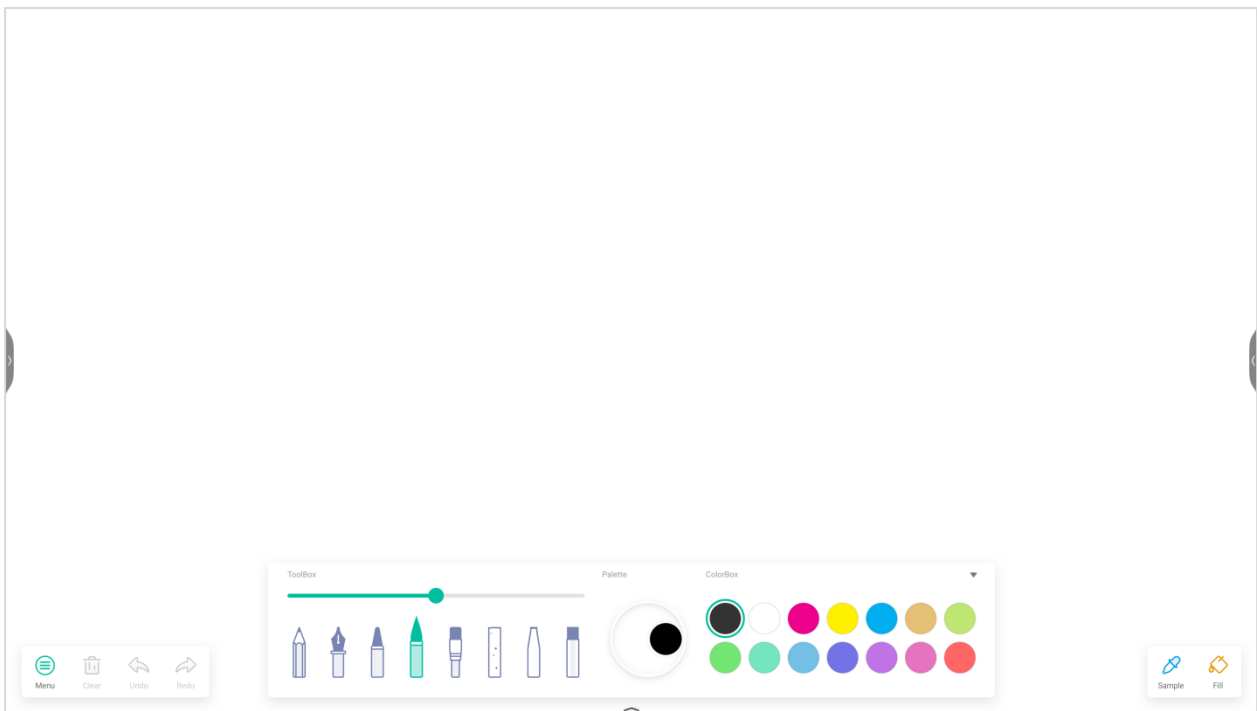 ToolBox
Palette
ColorBox
Menu
Clear
Undo
Redo
Sample
Fill